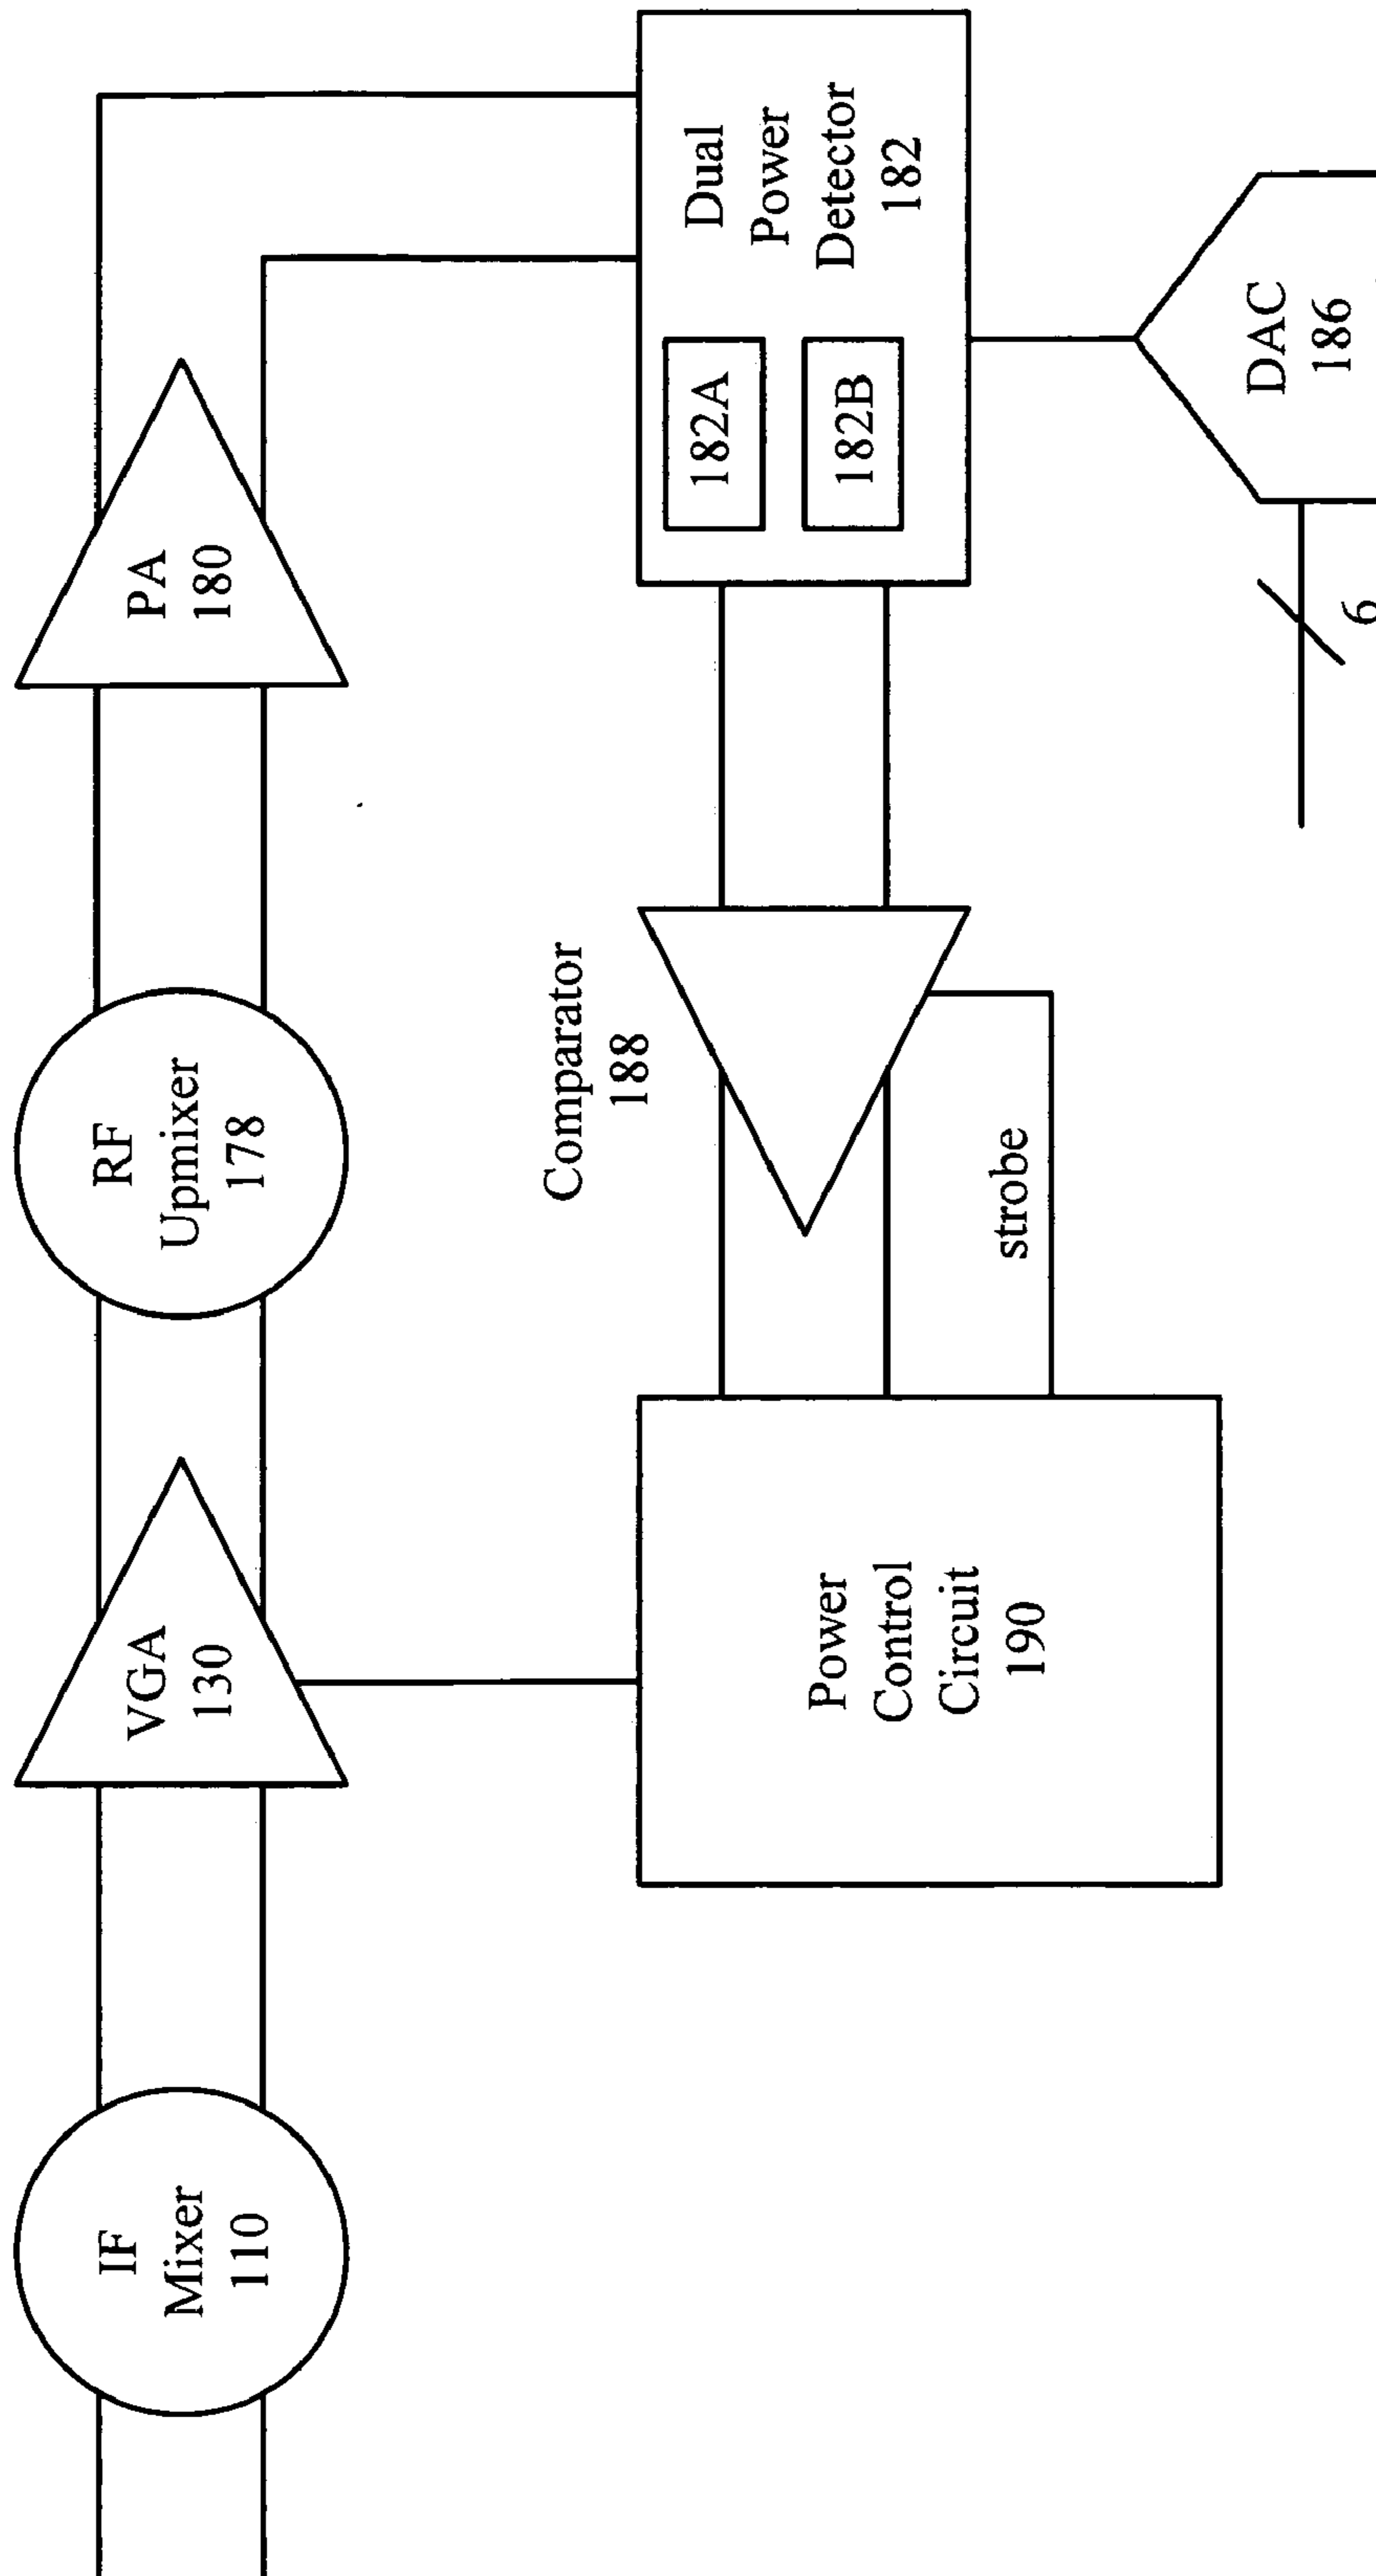 IF
Mixer
110
VGA
130
RF
Upmixer
178
PA
180
Power
Control
Circuit
190
strobe
Comparator
188
182A
182B
Dual
Power
Detector
182
6
DAC
186